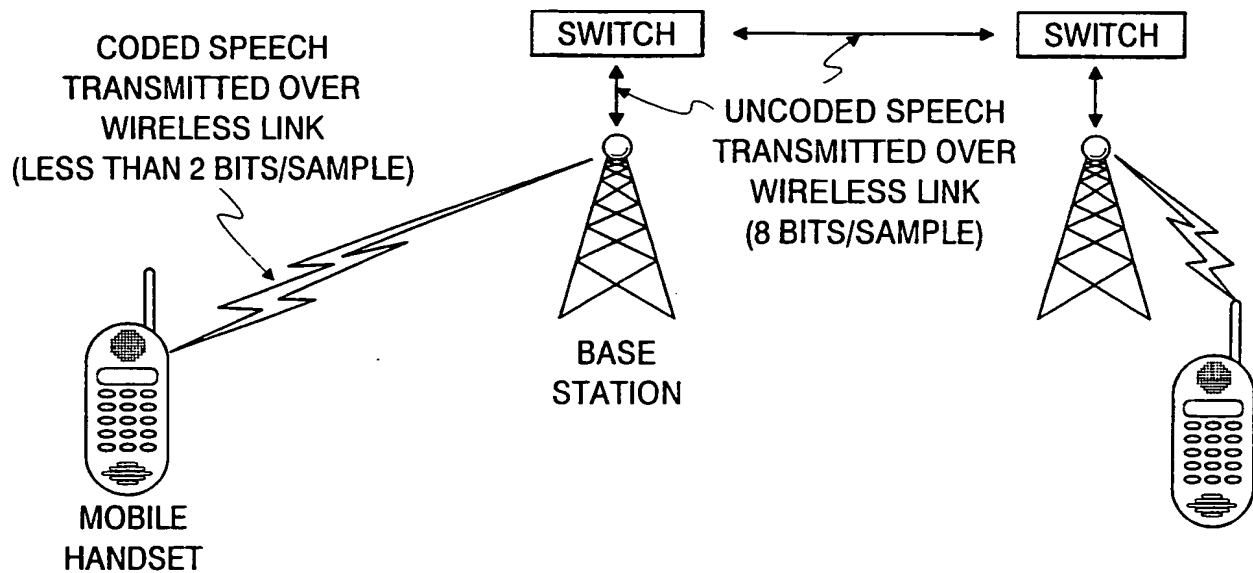 CODED SPEECH
TRANSMITTED OVER
WIRELESS LINK
(LESS THAN 2 BITS/SAMPLE)
SWITCH
SWITCH
UNCODED SPEECH
TRANSMITTED OVER
WIRELESS LINK
(8 BITS/SAMPLE)
BASE
STATION
MOBILE
HANDSET